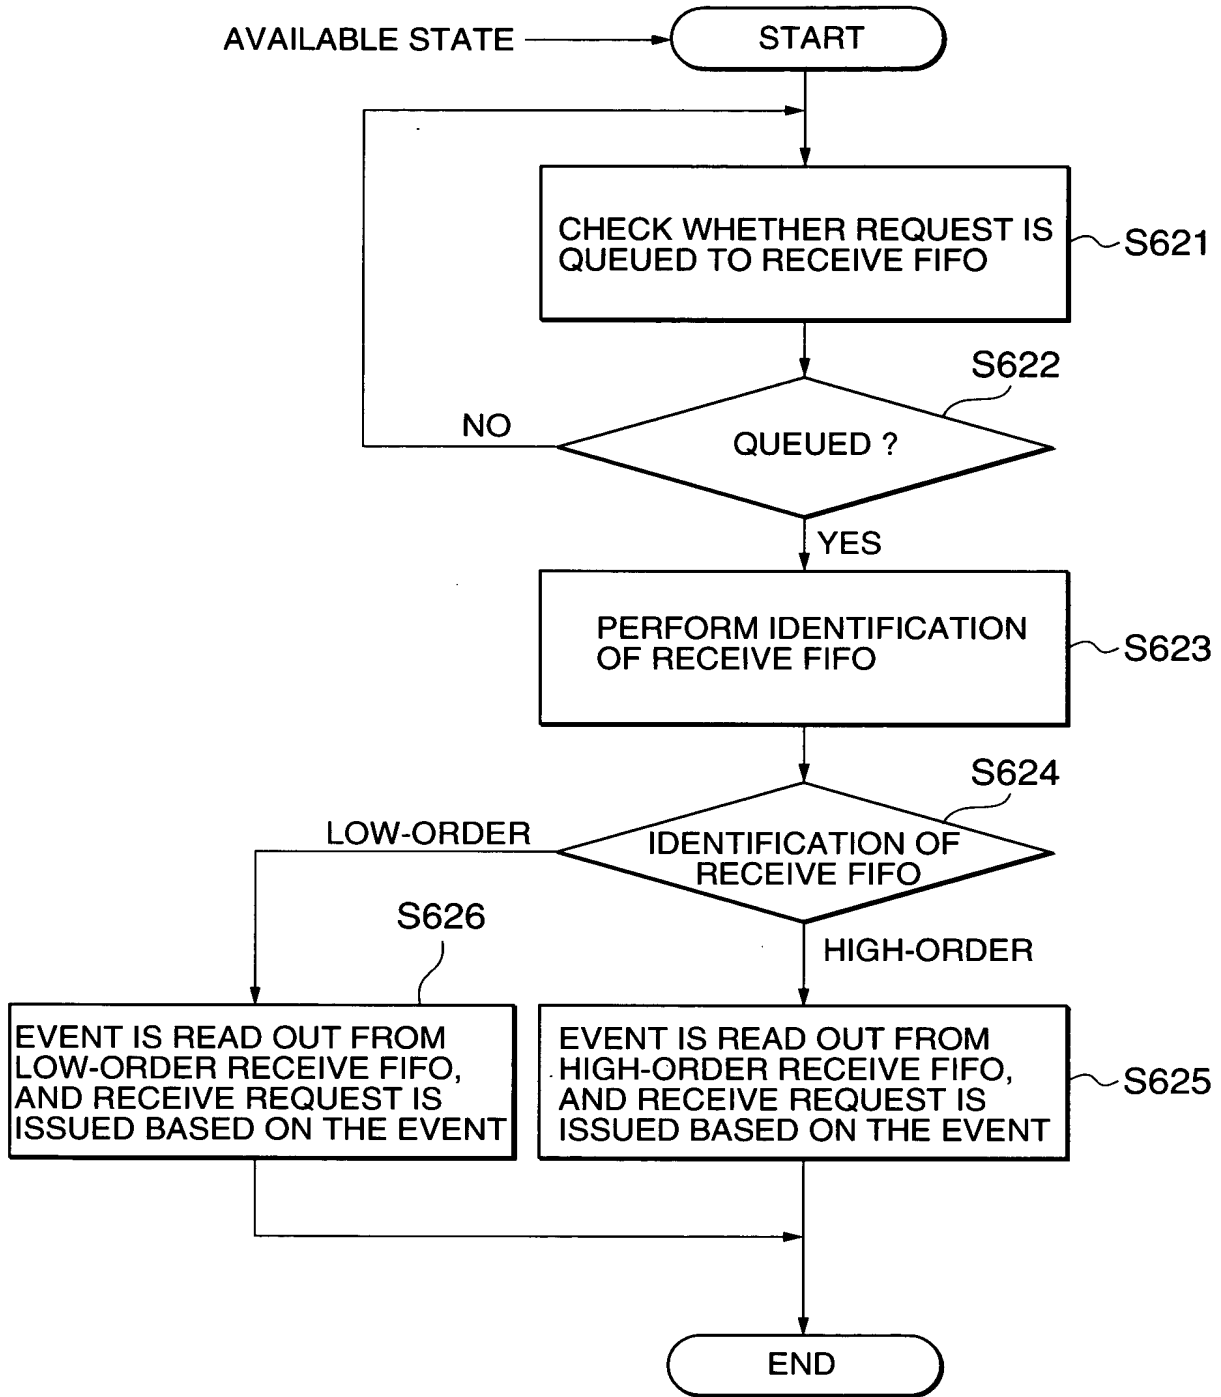 AVAILABLE STATE
START
CHECK WHETHER REQUEST IS
QUEUED TO RECEIVE FIFO
S621
S622
QUEUED ?
NO
YES
PERFORM IDENTIFICATION
OF RECEIVE FIFO
S623
S624
IDENTIFICATION OF
RECEIVE FIFO
LOW-ORDER
HIGH-ORDER
S626
EVENT IS READ OUT FROM
LOW-ORDER RECEIVE FIFO,
AND RECEIVE REQUEST IS
ISSUED BASED ON THE EVENT
EVENT IS READ OUT FROM
HIGH-ORDER RECEIVE FIFO,
AND RECEIVE REQUEST IS
ISSUED BASED ON THE EVENT
S625
END